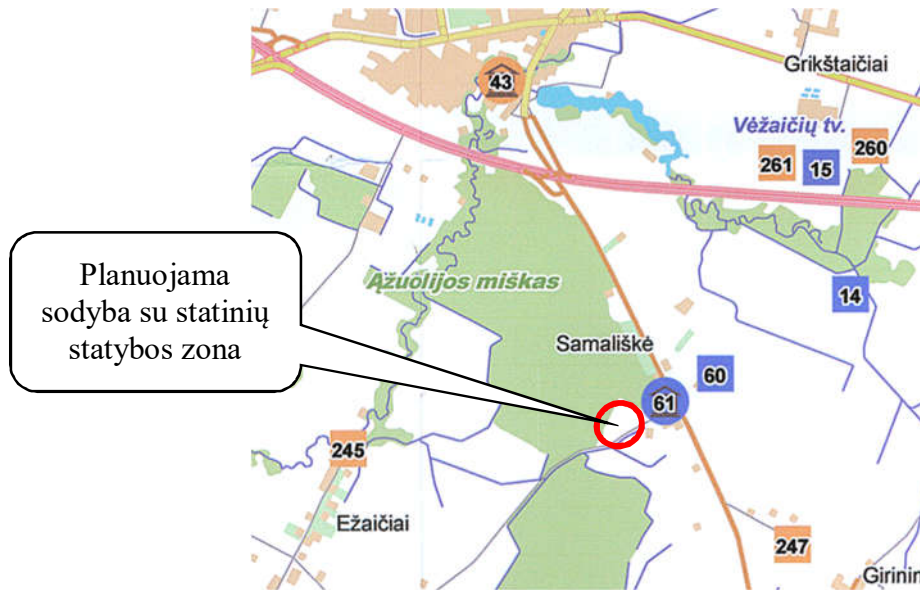 43
Grikštaičiai
Vėžaičių tv.
261
15
260
Planuojama
sodyba su statinių
statybos zona
Ąžuolijos miškas
14
Samališkė
60
61
245
Ežaičiai
247
Girinin